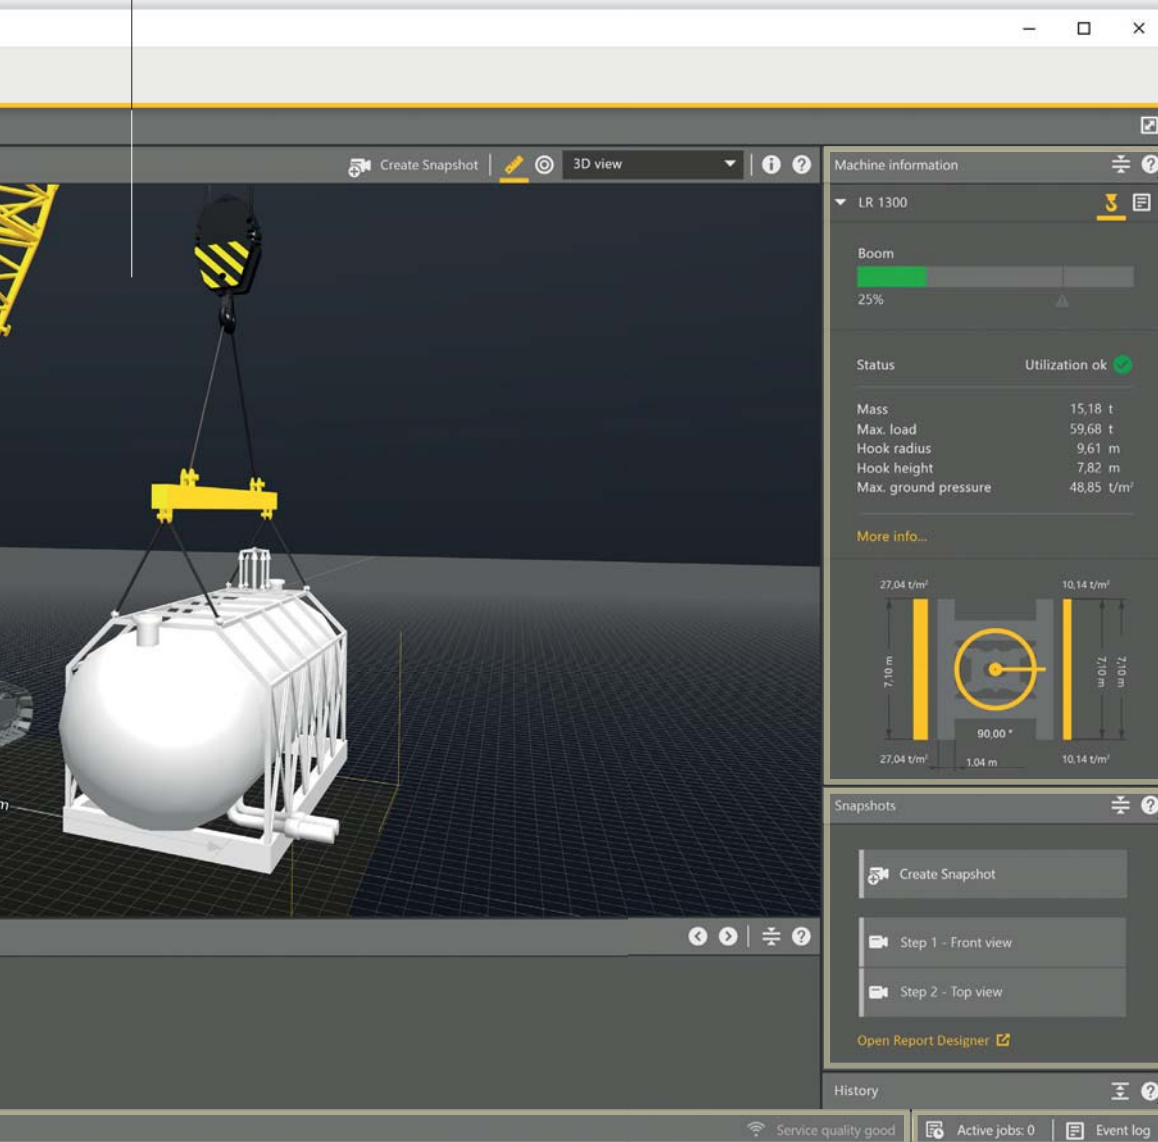 Create Snapshot
3D view
Machine information
LR 1300
Boom
25%
Status Utilization ok
Mass 15,18 t
Max. load 59,68 t
Hook radius 9,61 m
Hook height 7,82 m
Max. ground pressure 48,85 t/m²
More info...
27,04 t/m² 10,14 t/m²
7,10 m 7,10 m 7,10 m
90,00 °
27,04 t/m² 1.04 m 10,14 t/m²
m
Snapshots
Create Snapshot
Step 1 - Front view
Step 2 - Top view
Open Report Designer
History
Service quality good Active jobs: 0 Event log